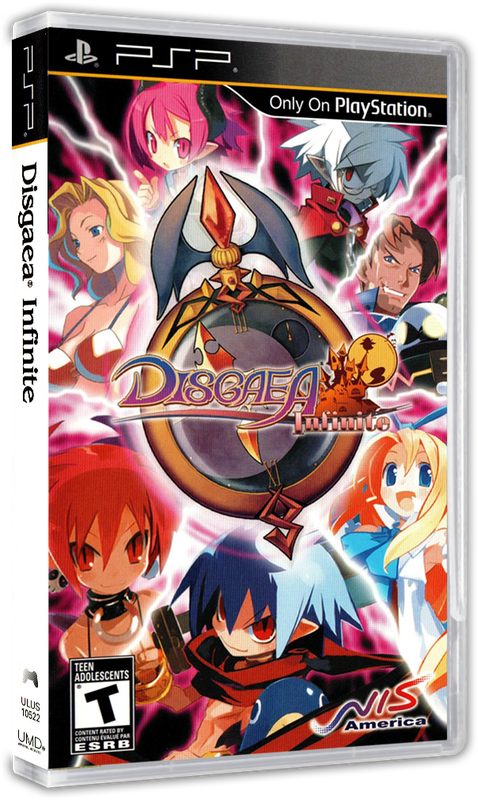 PSP
Only On PlayStation®
PSP
Disgaea® Infinite
DISGAEA
Infinite
TEEN
ADOLESCENTS
T
CONTENT RATED BY
CONTENU ÉVALUÉ PAR
ESRB
NIS
America
ULUS
10522
UMD